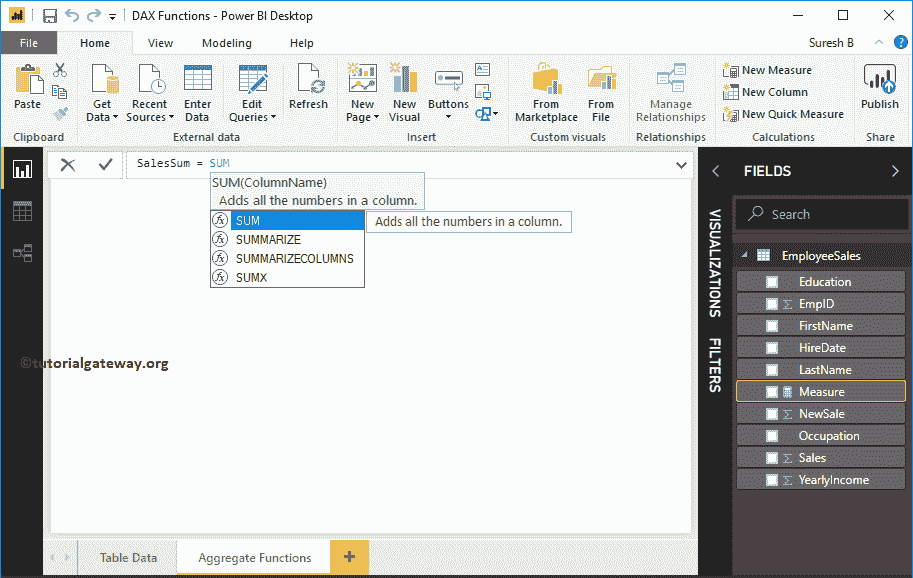 DAX Functions - Power BI Desktop
File Home View Modeling Help Suresh B
Paste Get Data Recent Sources Enter Data Edit Queries Refresh New Page New Visual Buttons From Marketplace From File Manage Relationships New Measure New Column New Quick Measure Publish
Clipboard External data Insert Custom visuals Relationships Calculations Share
SalesSum = SUM
SUM(ColumnName)
Adds all the numbers in a column.
SUM Adds all the numbers in a column.
SUMMARIZE
SUMMARIZECOLUMNS
SUMX
©tutorialgateway.org
VISUALIZATIONS
FILTERS
FIELDS
Search
EmployeeSales
Education
EmpID
FirstName
HireDate
LastName
Measure
NewSale
Occupation
Sales
YearlyIncome
Table Data Aggregate Functions